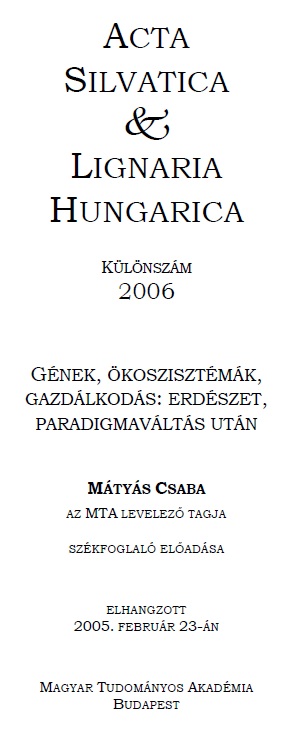 ACTA
SILVATICA
&
LIGNARIA
HUNGARICA
KÜLÖNSZÁM
2006
GÉNEK, ÖKOSZISZTÉMÁK,
GAZDÁLKODÁS: ERDÉSZET,
PARADIGMAVÁLTÁS UTÁN
MÁTYÁS CSABA
AZ MTA LEVELEZŐ TAGJA
SZÉKFOGLALÓ ELŐADÁSA
ELHANGZOTT
2005. FEBRUÁR 23-ÁN
MAGYAR TUDOMÁNYOS AKADÉMIA
BUDAPEST